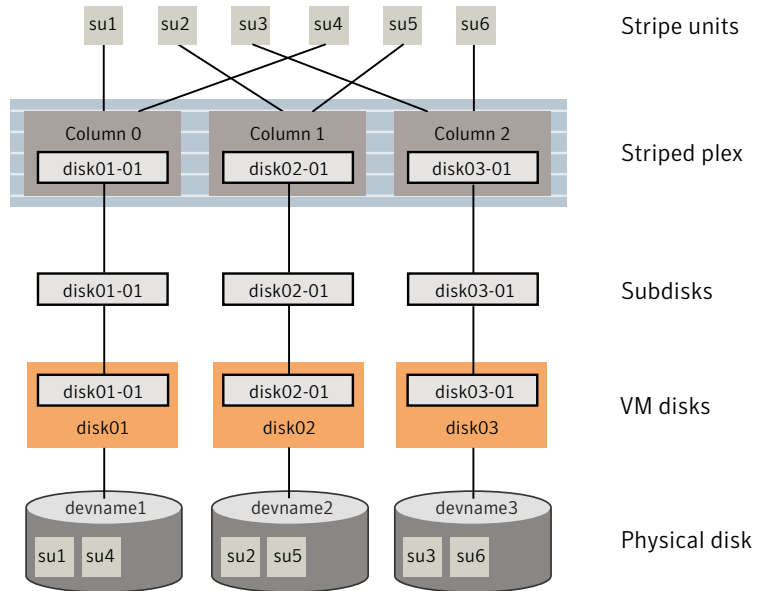 su1 su2 su3 su4 su5 su6 Stripe units
Column 0 Column 1 Column 2
disk01-01 disk02-01 disk03-01 Striped plex
disk01-01 disk02-01 disk03-01 Subdisks
disk01-01 disk02-01 disk03-01
disk01 disk02 disk03 VM disks
devname1 devname2 devname3
su1 su4 su2 su5 su3 su6 Physical disk